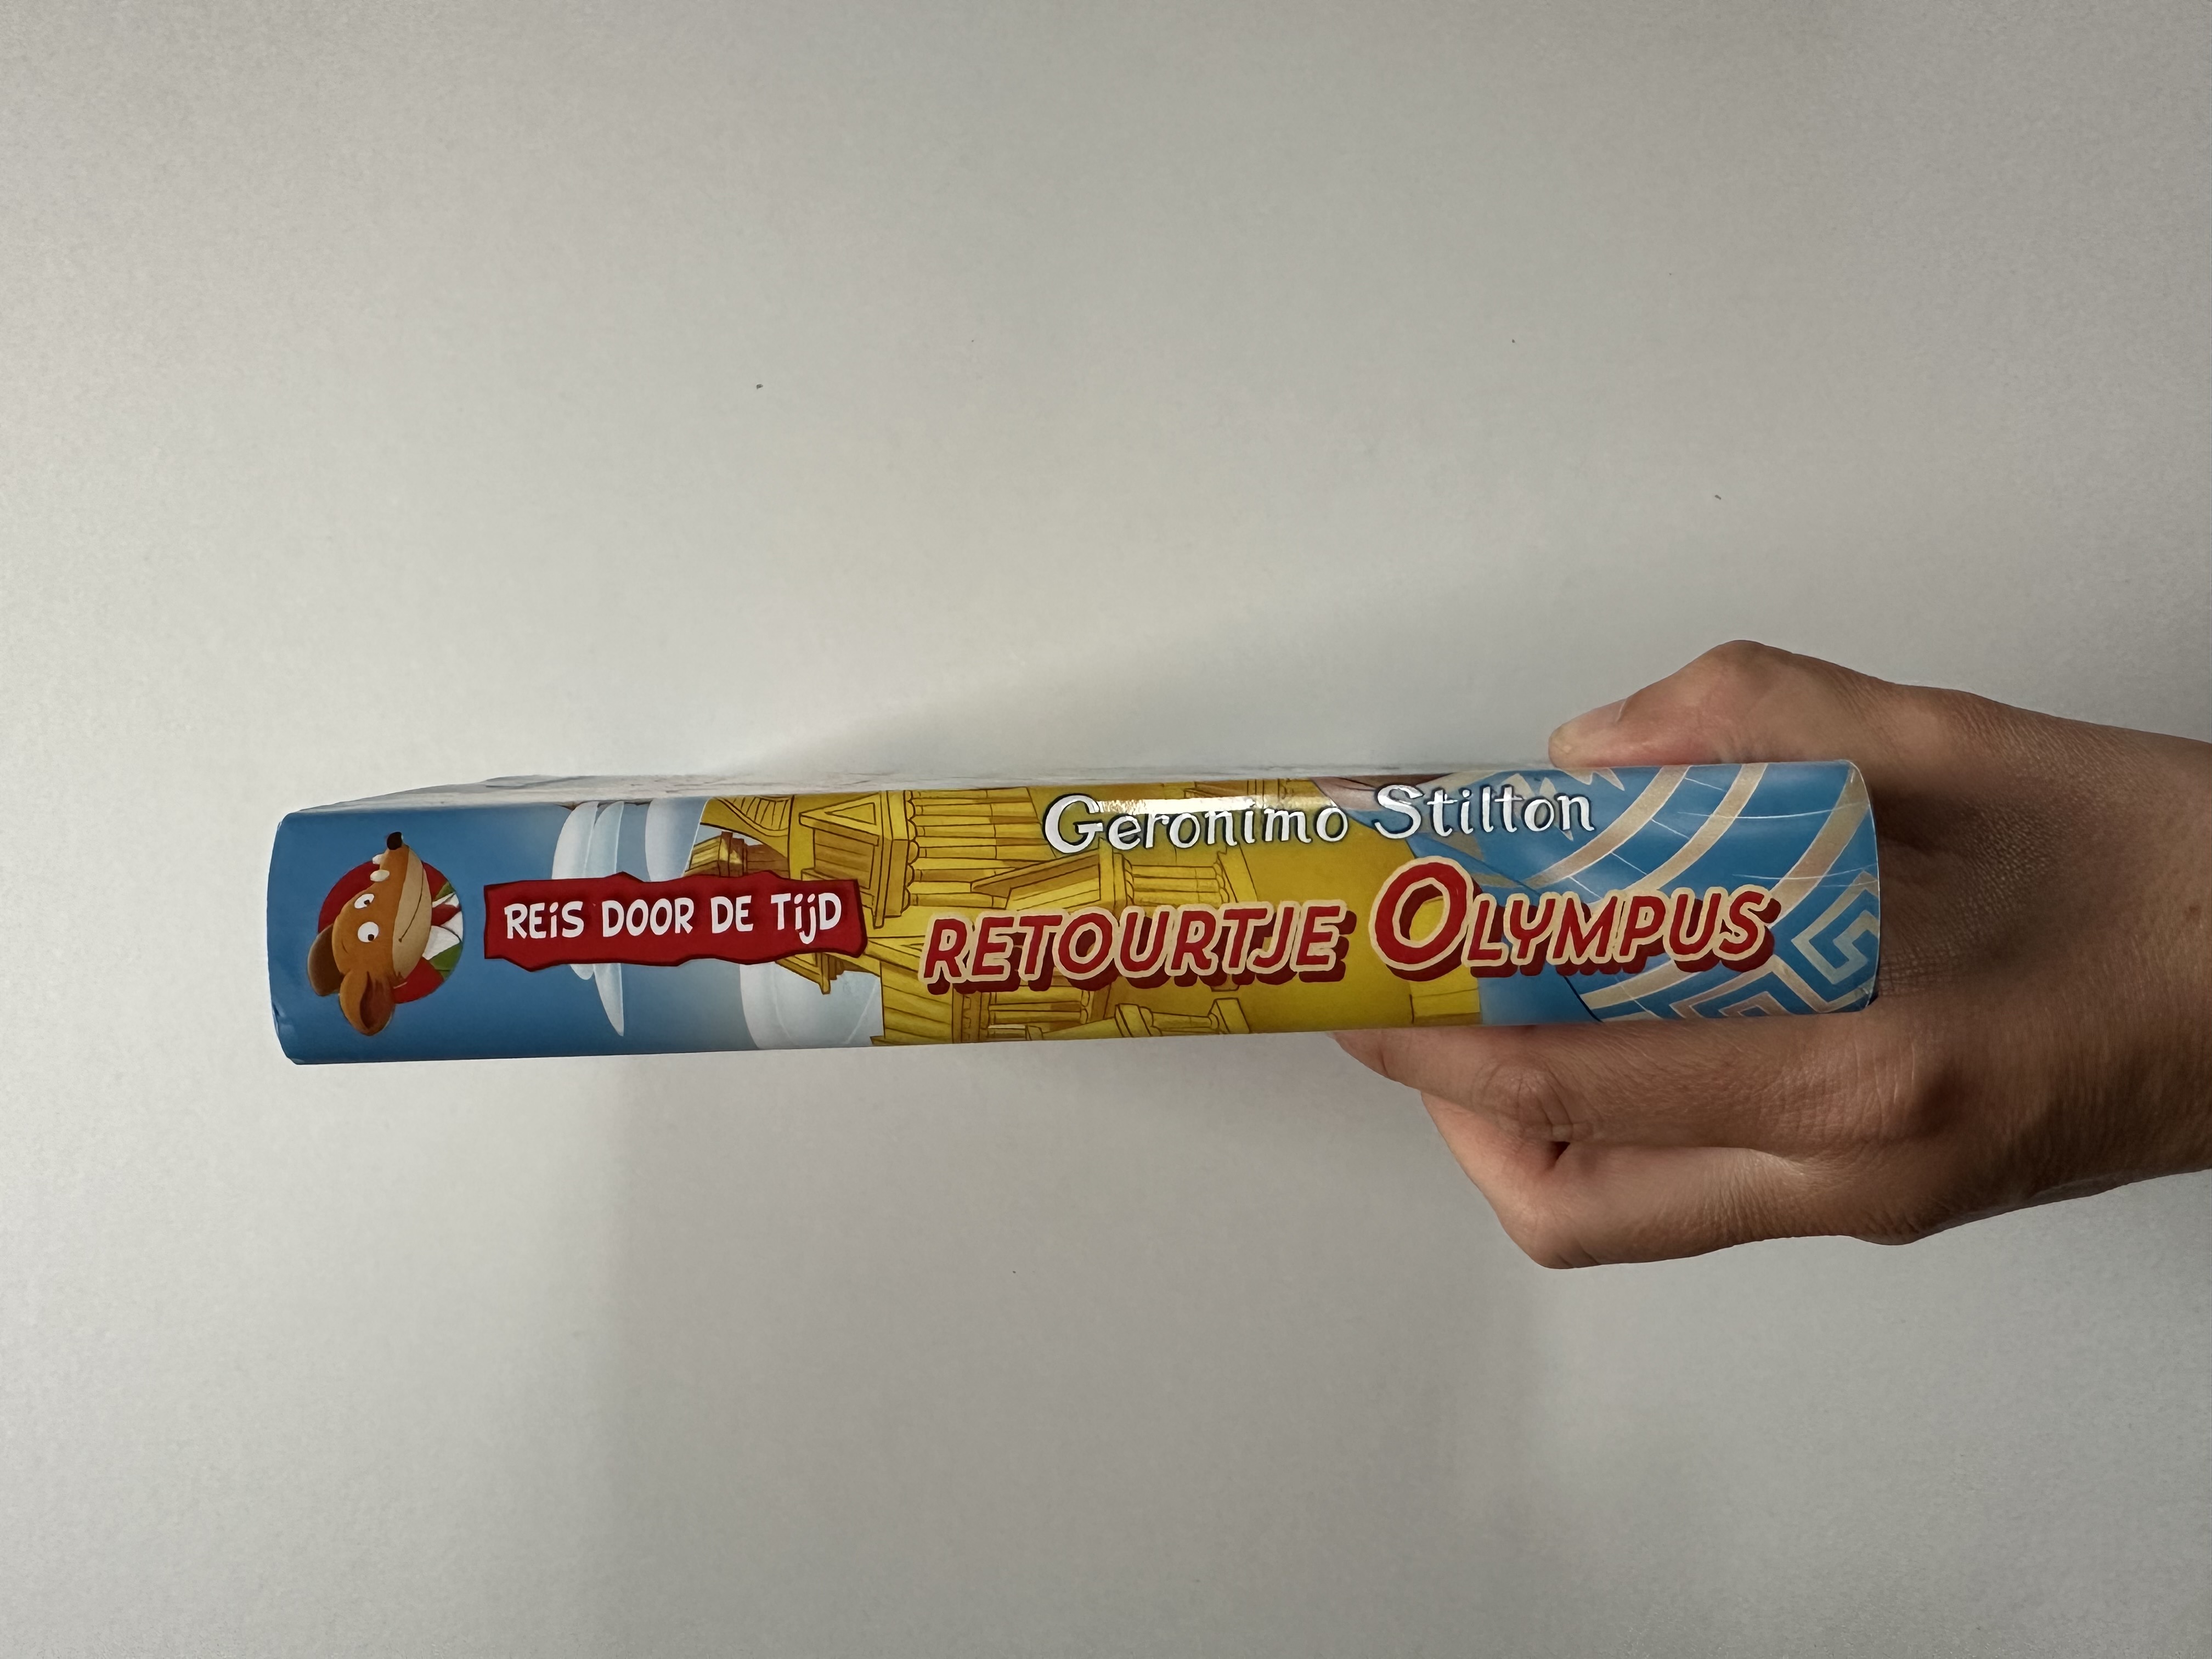 REiS DOOR DE TijD
Geronimo Stilton
RETOURTJE OLYMPUS